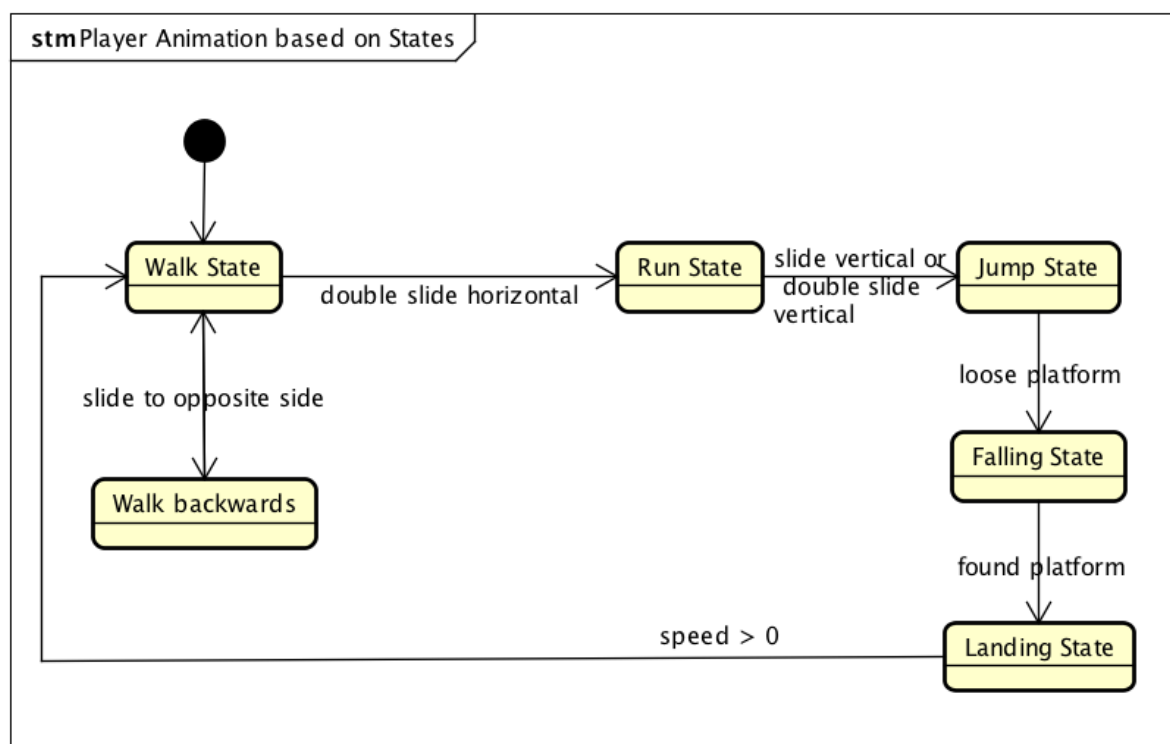 stm Player Animation based on States
Walk State
double slide horizontal
Run State
slide vertical or
double slide
vertical
Jump State
loose platform
slide to opposite side
Falling State
Walk backwards
found platform
speed > 0
Landing State